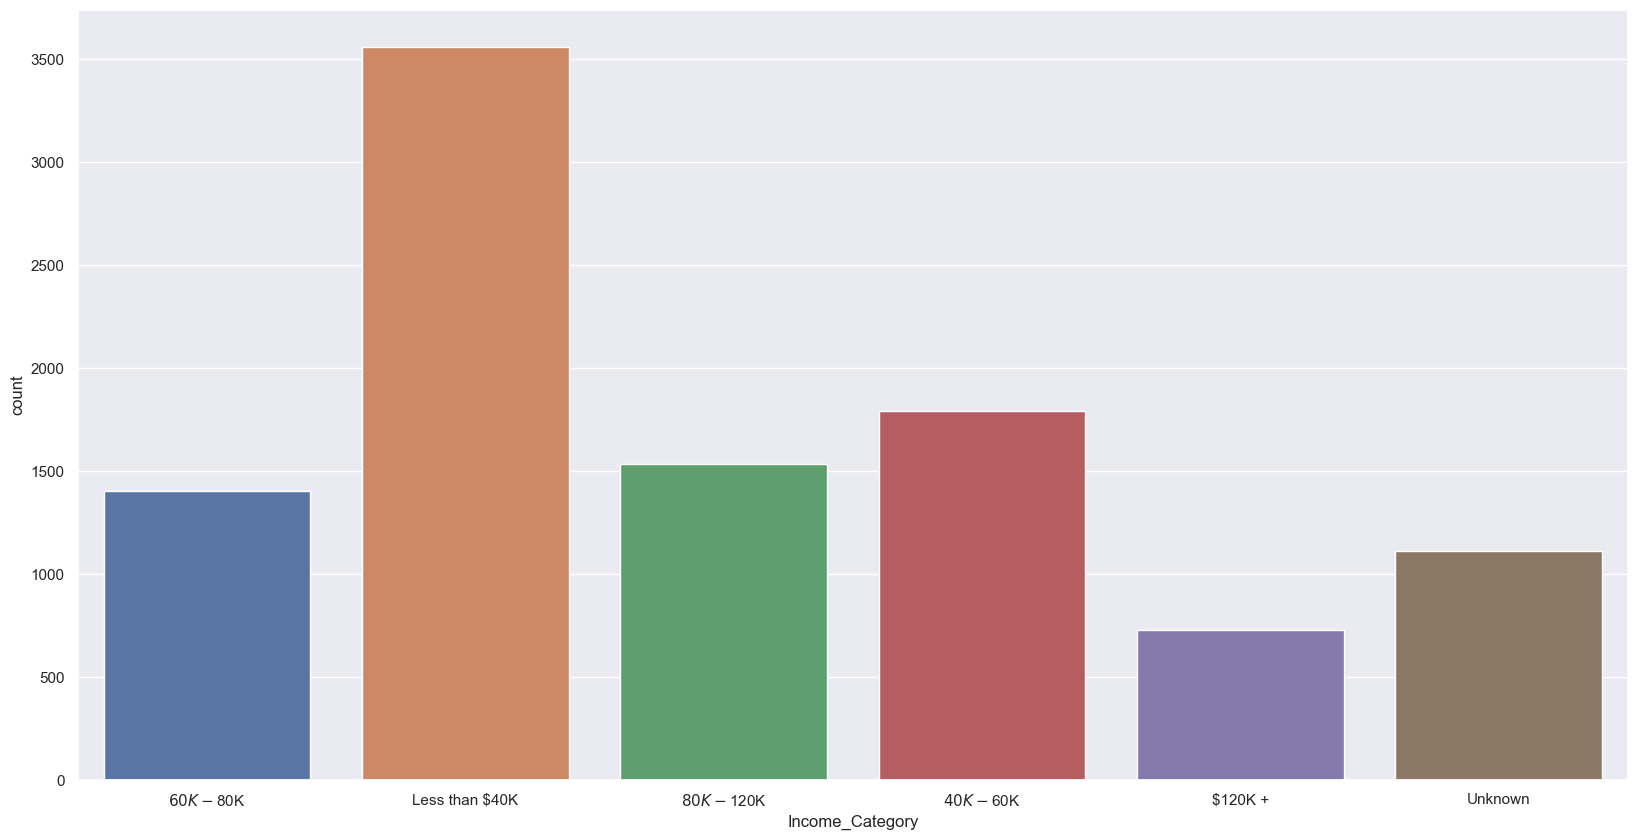 3500
3000
2500
2000
1500
1000
500
0
count
60K − 80K
Less than $40K
80K − 120K
40K − 60K
$120K +
Unknown
Income_Category